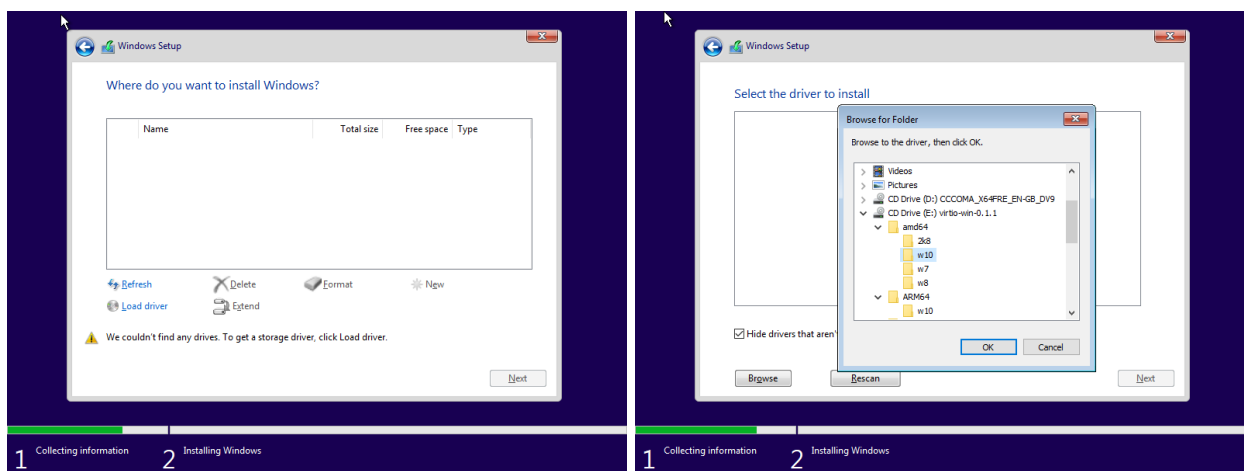 Windows Setup
Where do you want to install Windows?
Name Total size Free space Type
Refresh Delete Format New
Load driver Extend
We couldn't find any drives. To get a storage driver, click Load driver.
Next
1 Collecting information 2 Installing Windows
Windows Setup
Select the driver to install
Browse for Folder
Browse to the driver, then click OK.
Videos
Pictures
CD Drive (D:) CCCOMA_X64FRE_EN-GB_DV9
CD Drive (E:) virtio-win-0.1.1
amd64
2k8
w10
w7
w8
ARM64
w10
Hide drivers that aren'
OK Cancel
Browse Rescan Next
1 Collecting information 2 Installing Windows